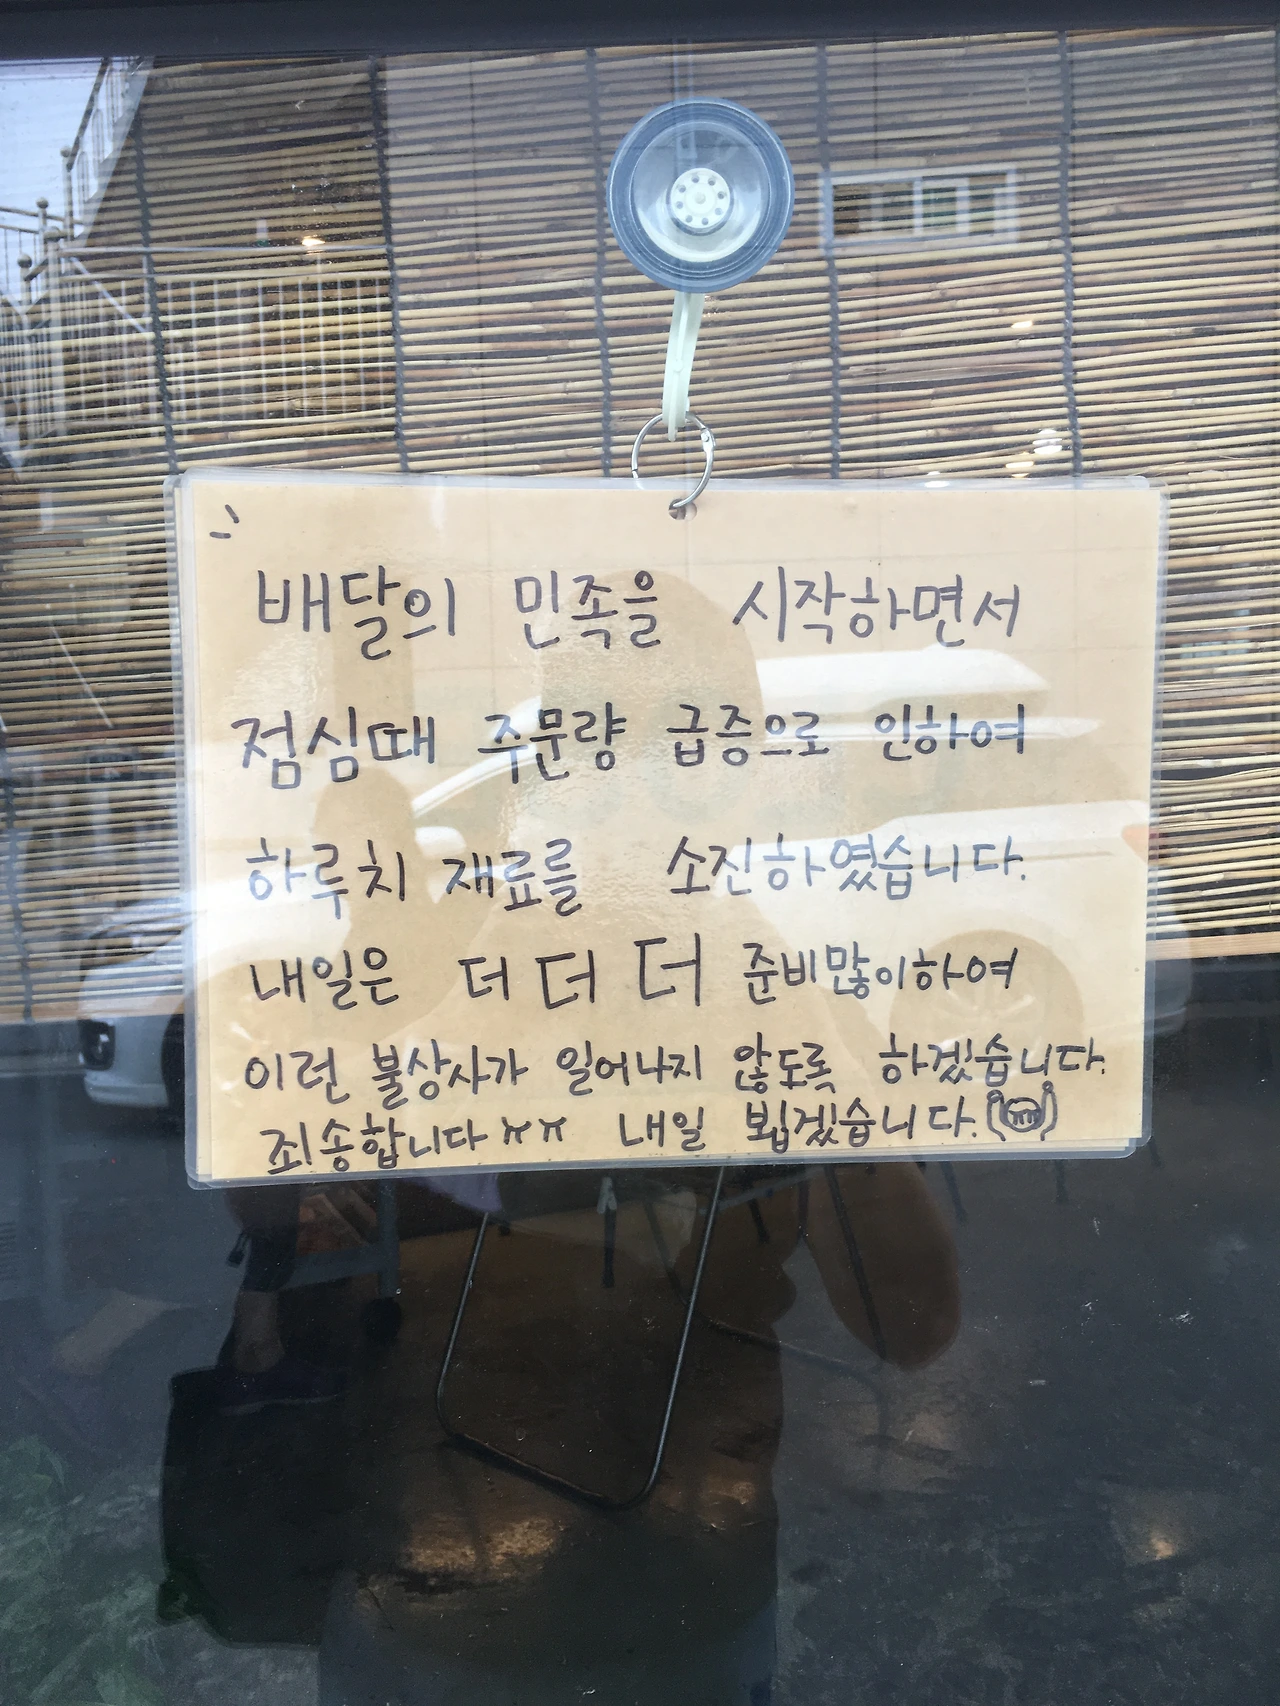 배달의 민족을 시작하면서
점심때 주문량 급증으로 인하여
하루치 재료를 소진하였습니다.
내일은 더 더 더 준비많이하여
이런 불상사가 일어나지 않도록 하겠습니다.
죄송합니다 ㅠㅠ 내일 뵙겠습니다.